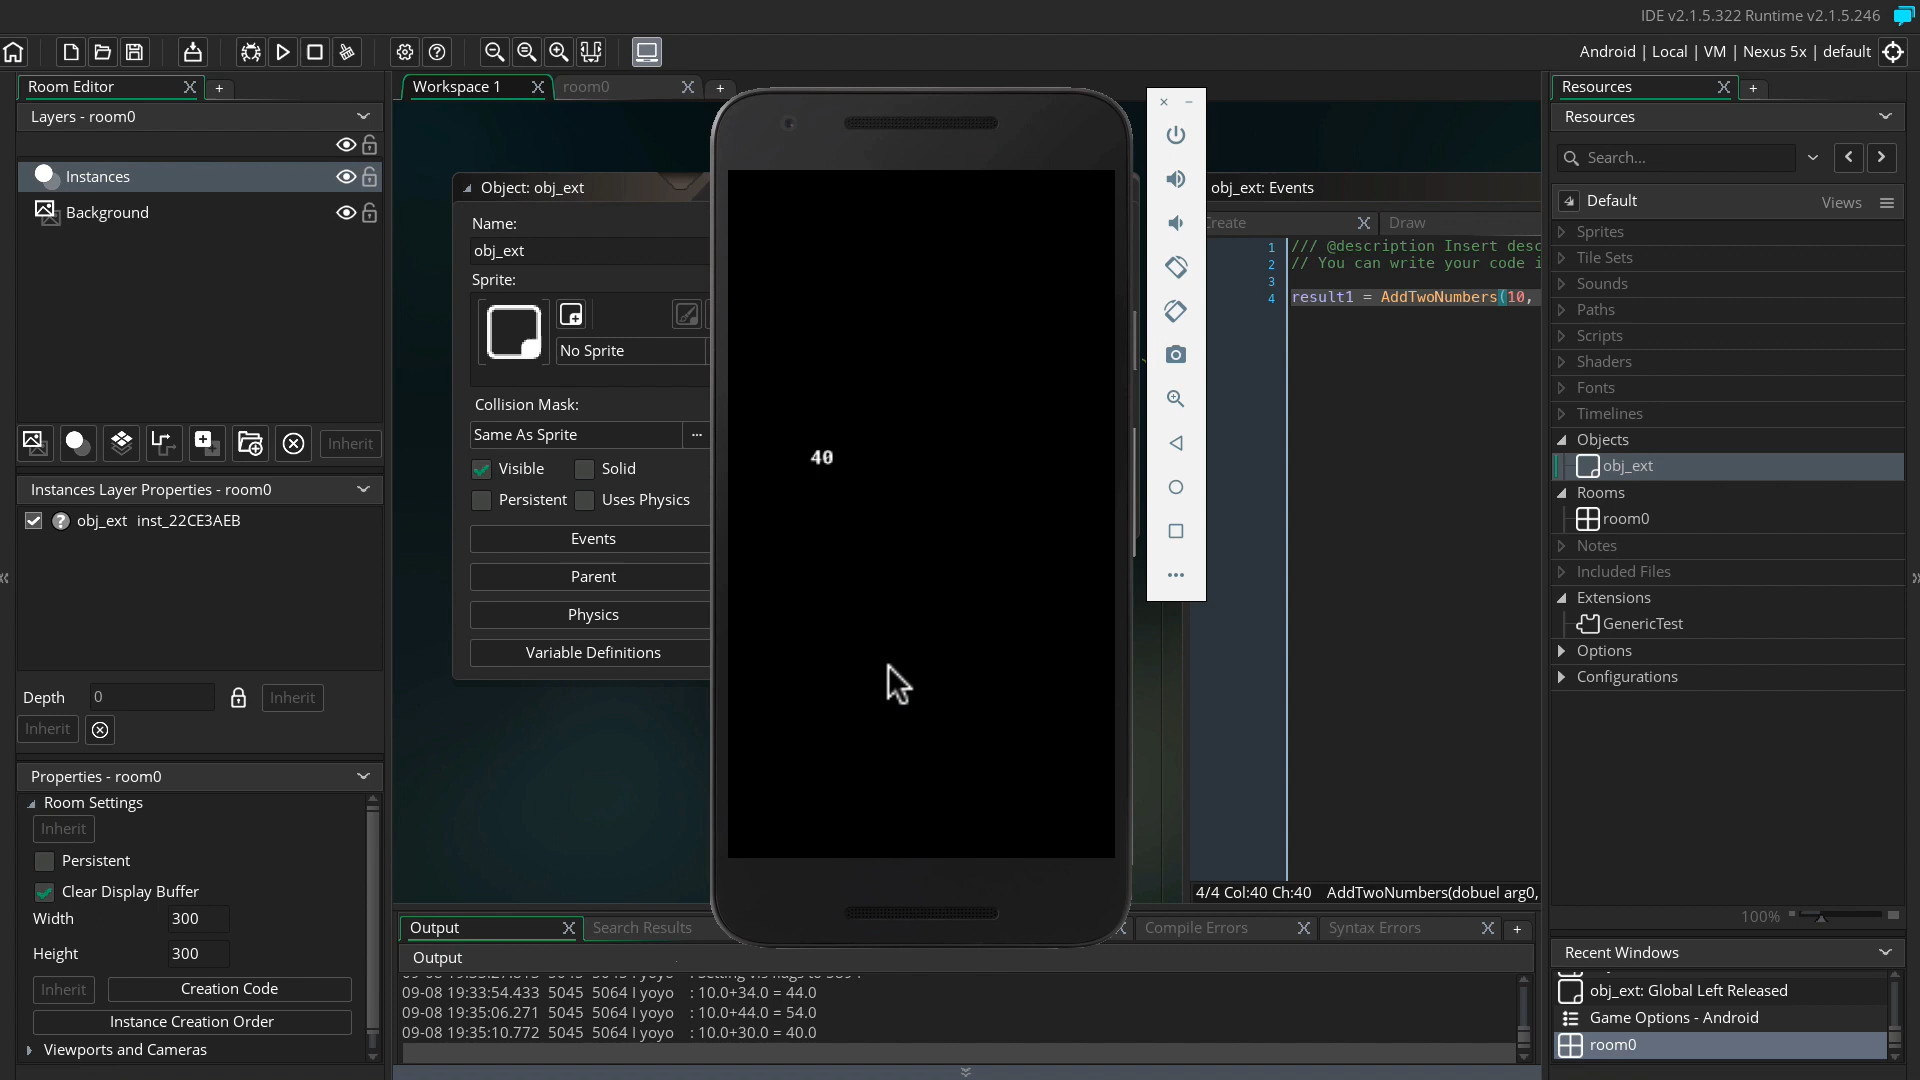 IDE v2.1.5.322 Runtime v2.1.5.246
Android | Local | VM | Nexus 5x | default
Room Editor
Layers - room0
Instances
Background
Inherit
Instances Layer Properties - room0
obj_ext inst_22CE3AEB
Depth
0
Inherit
Inherit
Properties - room0
Room Settings
Inherit
Persistent
Clear Display Buffer
Width
300
Height
300
Inherit
Creation Code
Instance Creation Order
Viewports and Cameras
Workspace 1
room0
Object: obj_ext
Name:
obj_ext
Sprite:
No Sprite
Collision Mask:
Same As Sprite
Visible
Solid
Persistent
Uses Physics
Events
Parent
Physics
Variable Definitions
40
obj_ext: Events
Create
Draw
1 /// @description Insert desc
2 // You can write your code i
3
4 result1 = AddTwoNumbers(10,
4/4 Col:40 Ch:40 AddTwoNumbers(dobuel arg0,
Output
Search Results
Compile Errors
Syntax Errors
Output
09-08 19:33:54.433 5045 5064 I yoyo : 10.0+34.0 = 44.0
09-08 19:35:06.271 5045 5064 I yoyo : 10.0+44.0 = 54.0
09-08 19:35:10.772 5045 5064 I yoyo : 10.0+30.0 = 40.0
Resources
Resources
Search...
Default
Views
Sprites
Tile Sets
Sounds
Paths
Scripts
Shaders
Fonts
Timelines
Objects
obj_ext
Rooms
room0
Notes
Included Files
Extensions
GenericTest
Options
Configurations
100%
Recent Windows
obj_ext: Global Left Released
Game Options - Android
room0